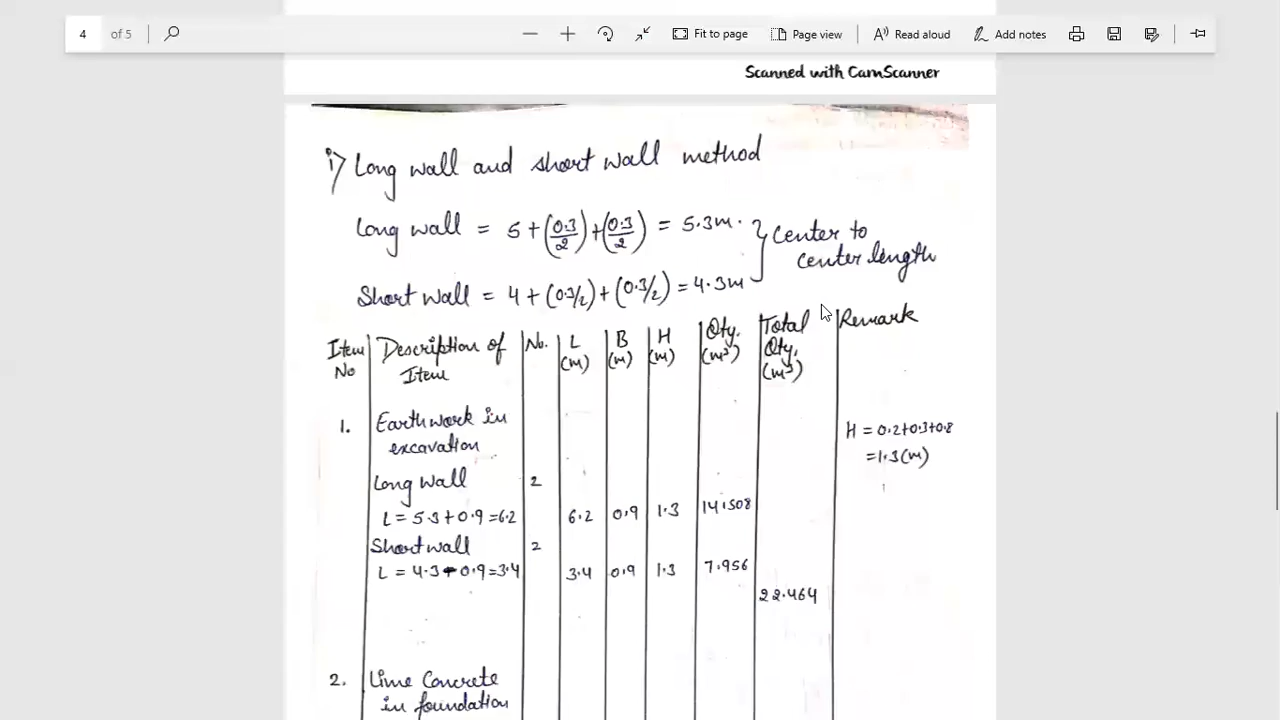 4 of 5 Fit to page Page view Read aloud Add notes
Scanned with CamScanner
i) Long wall and short wall method
Long wall = 5 + (0.3/2) + (0.3/2) = 5.3m.
Short wall = 4 + (0.3/2) + (0.3/2) = 4.3m
} Center to
center length
Item No Description of Item No. L (m) B (m) H (m) Qty. (m³) Total Qty. (m³) Remark
1. Earthwork in
excavation
H = 0.2+0.3+0.8
= 1.3(m)
Long Wall 2
L = 5.3 + 0.9 = 6.2 6.2 0.9 1.3 14.508
Short wall 2
L = 4.3 - 0.9 = 3.4 3.4 0.9 1.3 7.956
22.464
2. Lime Concrete
in foundation